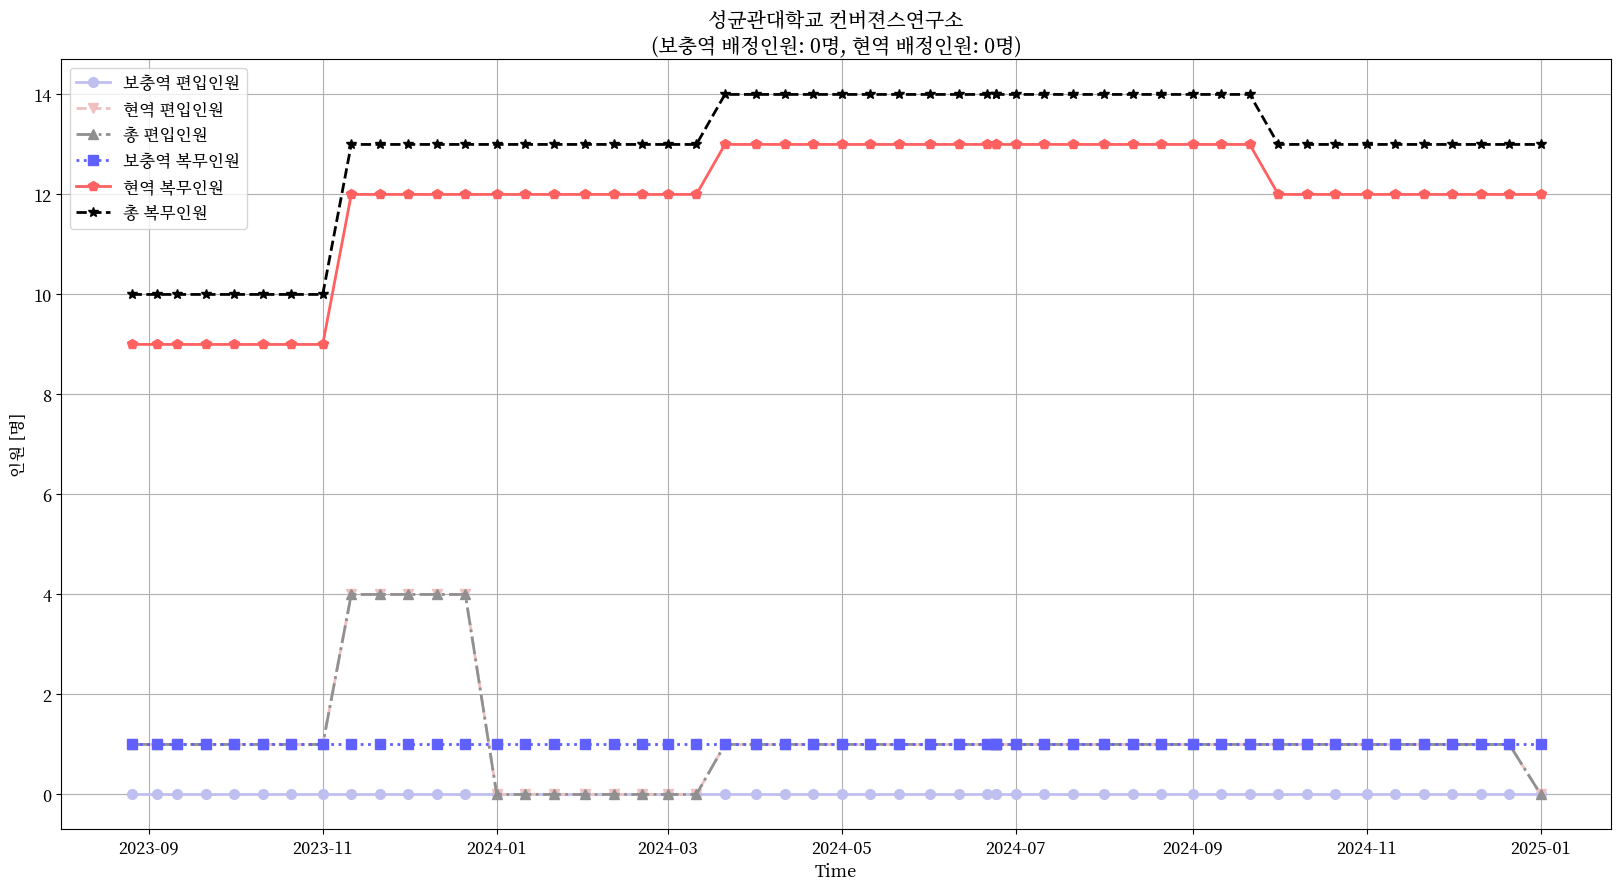 성균관대학교 컨버젼스연구소
(보충역 배정인원: 0명, 현역 배정인원: 0명)
보충역 편입인원
현역 편입인원
총 편입인원
보충역 복무인원
현역 복무인원
총 복무인원
14
12
10
8
6
4
2
0
인원 [명]
2023-09
2023-11
2024-01
2024-03
2024-05
2024-07
2024-09
2024-11
2025-01
Time